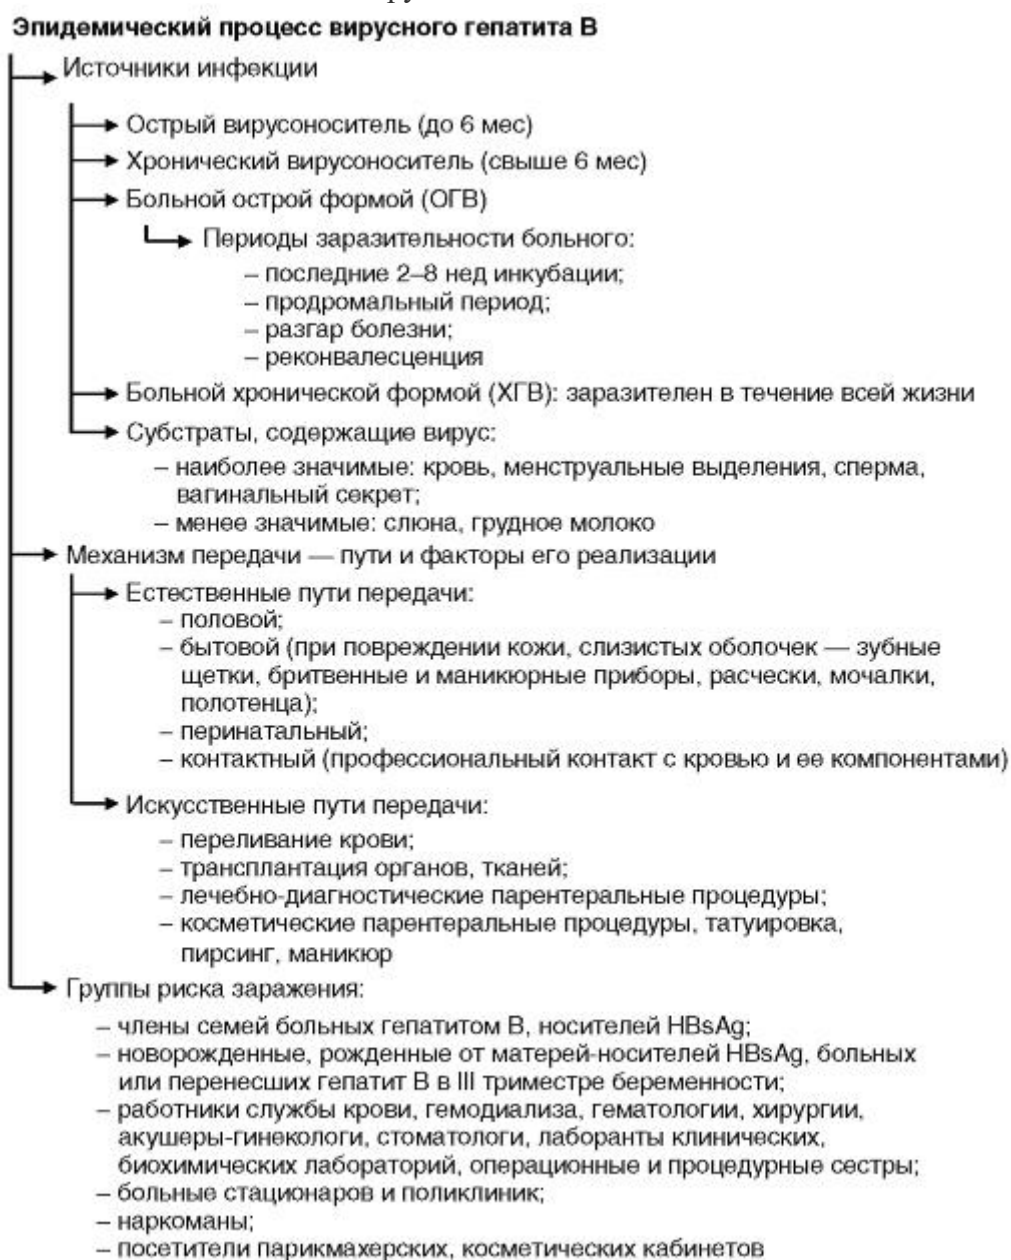 Эпидемический процесс вирусного гепатита В
Источники инфекции
Острый вирусоноситель (до 6 мес)
Хронический вирусоноситель (свыше 6 мес)
Больной острой формой (ОГВ)
Периоды заразительности больного:
– последние 2–8 нед инкубации;
– продромальный период;
– разгар болезни;
– реконвалесценция
Больной хронической формой (ХГВ): заразителен в течение всей жизни
Субстраты, содержащие вирус:
– наиболее значимые: кровь, менструальные выделения, сперма,
вагинальный секрет;
– менее значимые: слюна, грудное молоко
Механизм передачи — пути и факторы его реализации
Естественные пути передачи:
– половой;
– бытовой (при повреждении кожи, слизистых оболочек — зубные
щетки, бритвенные и маникюрные приборы, расчески, мочалки,
полотенца);
– перинатальный;
– контактный (профессиональный контакт с кровью и ее компонентами)
Искусственные пути передачи:
– переливание крови;
– трансплантация органов, тканей;
– лечебно-диагностические парентеральные процедуры;
– косметические парентеральные процедуры, татуировка,
пирсинг, маникюр
Группы риска заражения:
– члены семей больных гепатитом В, носителей HBsAg;
– новорожденные, рожденные от матерей-носителей HBsAg, больных
или перенесших гепатит В в III триместре беременности;
– работники службы крови, гемодиализа, гематологии, хирургии,
акушеры-гинекологи, стоматологи, лаборанты клинических,
биохимических лабораторий, операционные и процедурные сестры;
– больные стационаров и поликлиник;
– наркоманы;
– посетители парикмахерских, косметических кабинетов